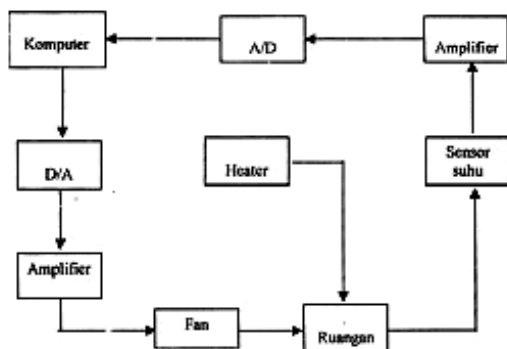 Komputer
A/D
Amplifier
D/A
Heater
Sensor
suhu
Amplifier
Fan
Ruangan